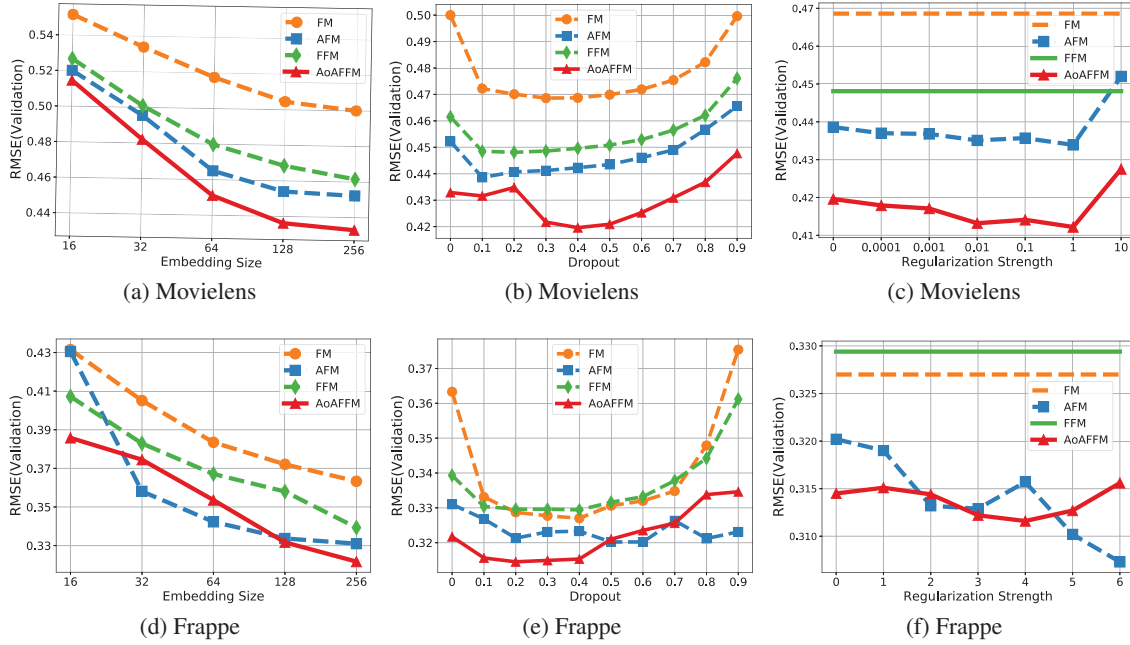 FM
AFM
FFM
AoAFFM
RMSE(Validation)
0.54
0.52
0.50
0.48
0.46
0.44
16 32 64 128 256
Embedding Size
(a) Movielens
FM
AFM
FFM
AoAFFM
RMSE(Validation)
0.50
0.49
0.48
0.47
0.46
0.45
0.44
0.43
0.42
0 0.1 0.2 0.3 0.4 0.5 0.6 0.7 0.8 0.9
Dropout
(b) Movielens
FM
AFM
FFM
AoAFFM
RMSE(Validation)
0.47
0.46
0.45
0.44
0.43
0.42
0.41
0 0.0001 0.001 0.01 0.1 1 10
Regularization Strength
(c) Movielens
FM
AFM
FFM
AoAFFM
RMSE(Validation)
0.43
0.41
0.39
0.37
0.35
0.33
16 32 64 128 256
Embedding Size
(d) Frappe
FM
AFM
FFM
AoAFFM
RMSE(Validation)
0.37
0.36
0.35
0.34
0.33
0.32
0 0.1 0.2 0.3 0.4 0.5 0.6 0.7 0.8 0.9
Dropout
(e) Frappe
FM
AFM
FFM
AoAFFM
RMSE(Validation)
0.330
0.325
0.320
0.315
0.310
0 1 2 3 4 5 6
Regularization Strength
(f) Frappe